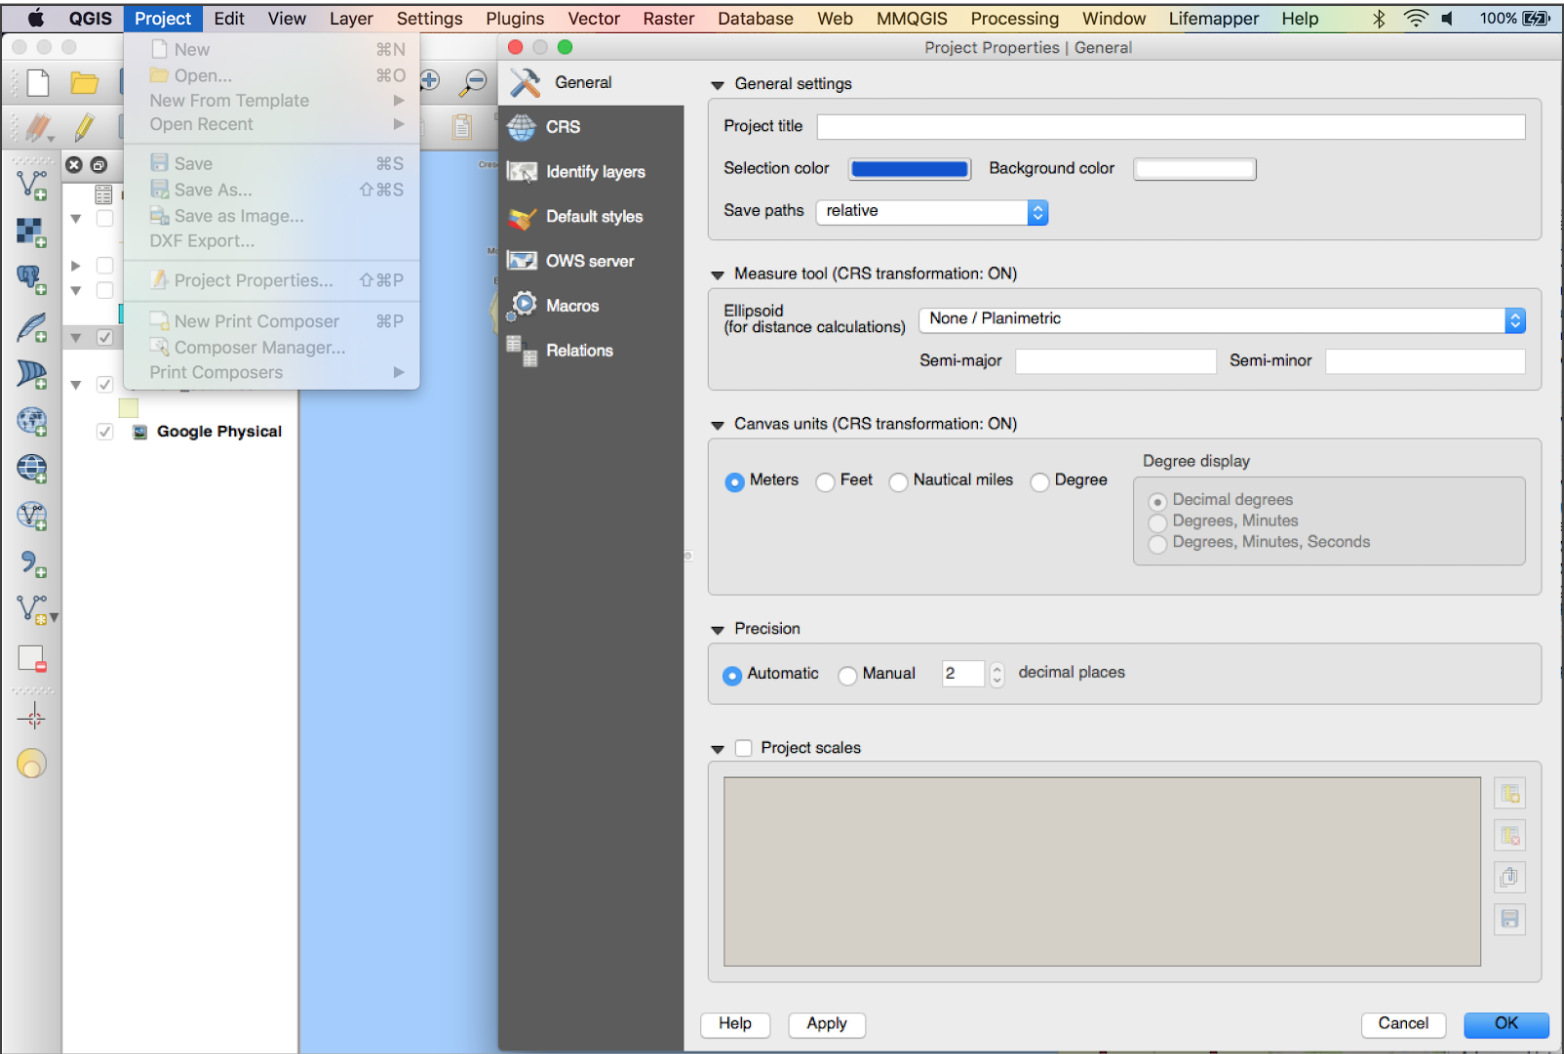 QGIS Project Edit View Layer Settings Plugins Vector Raster Database Web MMQGIS Processing Window Lifemapper Help 100%
New ⌘N
Open... ⌘O
New From Template
Open Recent
Save ⌘S
Save As... ⇧⌘S
Save as Image...
DXF Export...
Project Properties... ⇧⌘P
New Print Composer ⌘P
Composer Manager...
Print Composers
Google Physical
Project Properties | General
General
CRS
Identify layers
Default styles
OWS server
Macros
Relations
General settings
Project title
Selection color Background color
Save paths relative
Measure tool (CRS transformation: ON)
Ellipsoid
(for distance calculations) None / Planimetric
Semi-major Semi-minor
Canvas units (CRS transformation: ON)
Meters Feet Nautical miles Degree
Degree display
Decimal degrees
Degrees, Minutes
Degrees, Minutes, Seconds
Precision
Automatic Manual 2 decimal places
Project scales
Help Apply Cancel OK